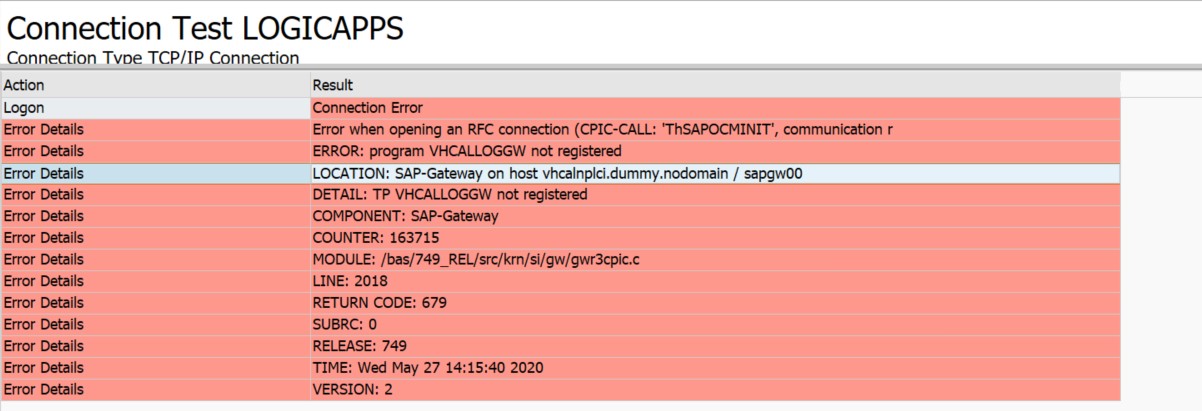 Connection Test LOGICAPPS
Connection Type TCP/IP Connection
Action Result
Logon Connection Error
Error Details Error when opening an RFC connection (CPIC-CALL: 'ThSAPOCMINIT', communication r
Error Details ERROR: program VHCALLOGGW not registered
Error Details LOCATION: SAP-Gateway on host vhcalnplci.dummy.nodomain / sapgw00
Error Details DETAIL: TP VHCALLOGGW not registered
Error Details COMPONENT: SAP-Gateway
Error Details COUNTER: 163715
Error Details MODULE: /bas/749_REL/src/krn/si/gw/gwr3cpic.c
Error Details LINE: 2018
Error Details RETURN CODE: 679
Error Details SUBRC: 0
Error Details RELEASE: 749
Error Details TIME: Wed May 27 14:15:40 2020
Error Details VERSION: 2